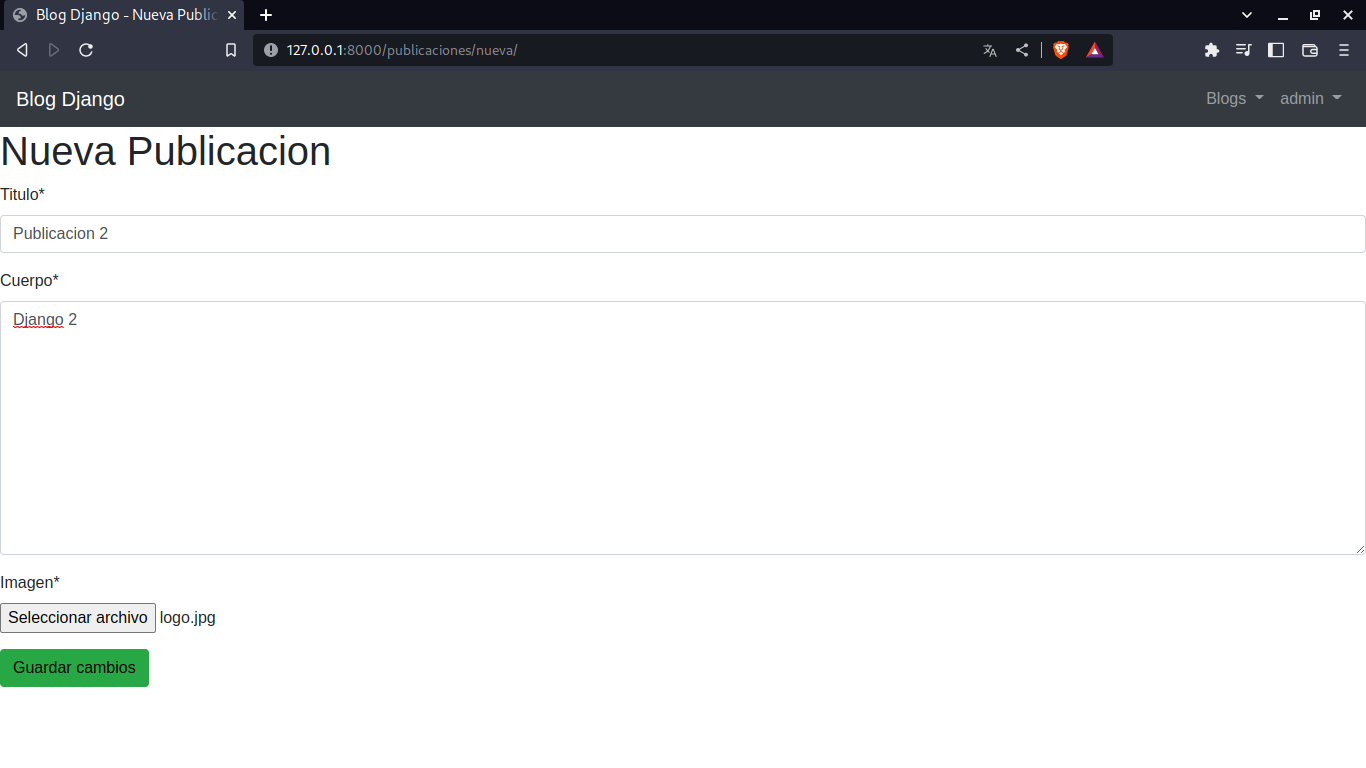 Blog Django - Nueva Public
127.0.0.1:8000/publicaciones/nueva/
Blog Django
Blogs
admin
Nueva Publicacion
Titulo*
Publicacion 2
Cuerpo*
Django 2
Imagen*
Seleccionar archivo logo.jpg
Guardar cambios